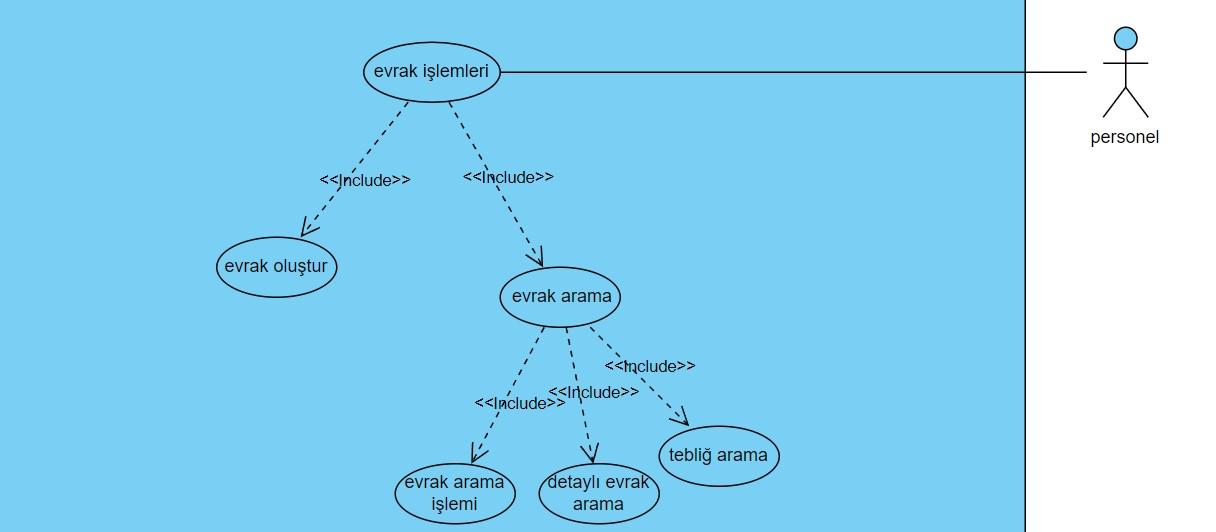 evrak işlemleri
personel
<<Include>>
<<Include>>
evrak oluştur
evrak arama
<<Include>>
<<Include>>
<<Include>>
tebliğ arama
evrak arama
işlemi
detaylı evrak
arama